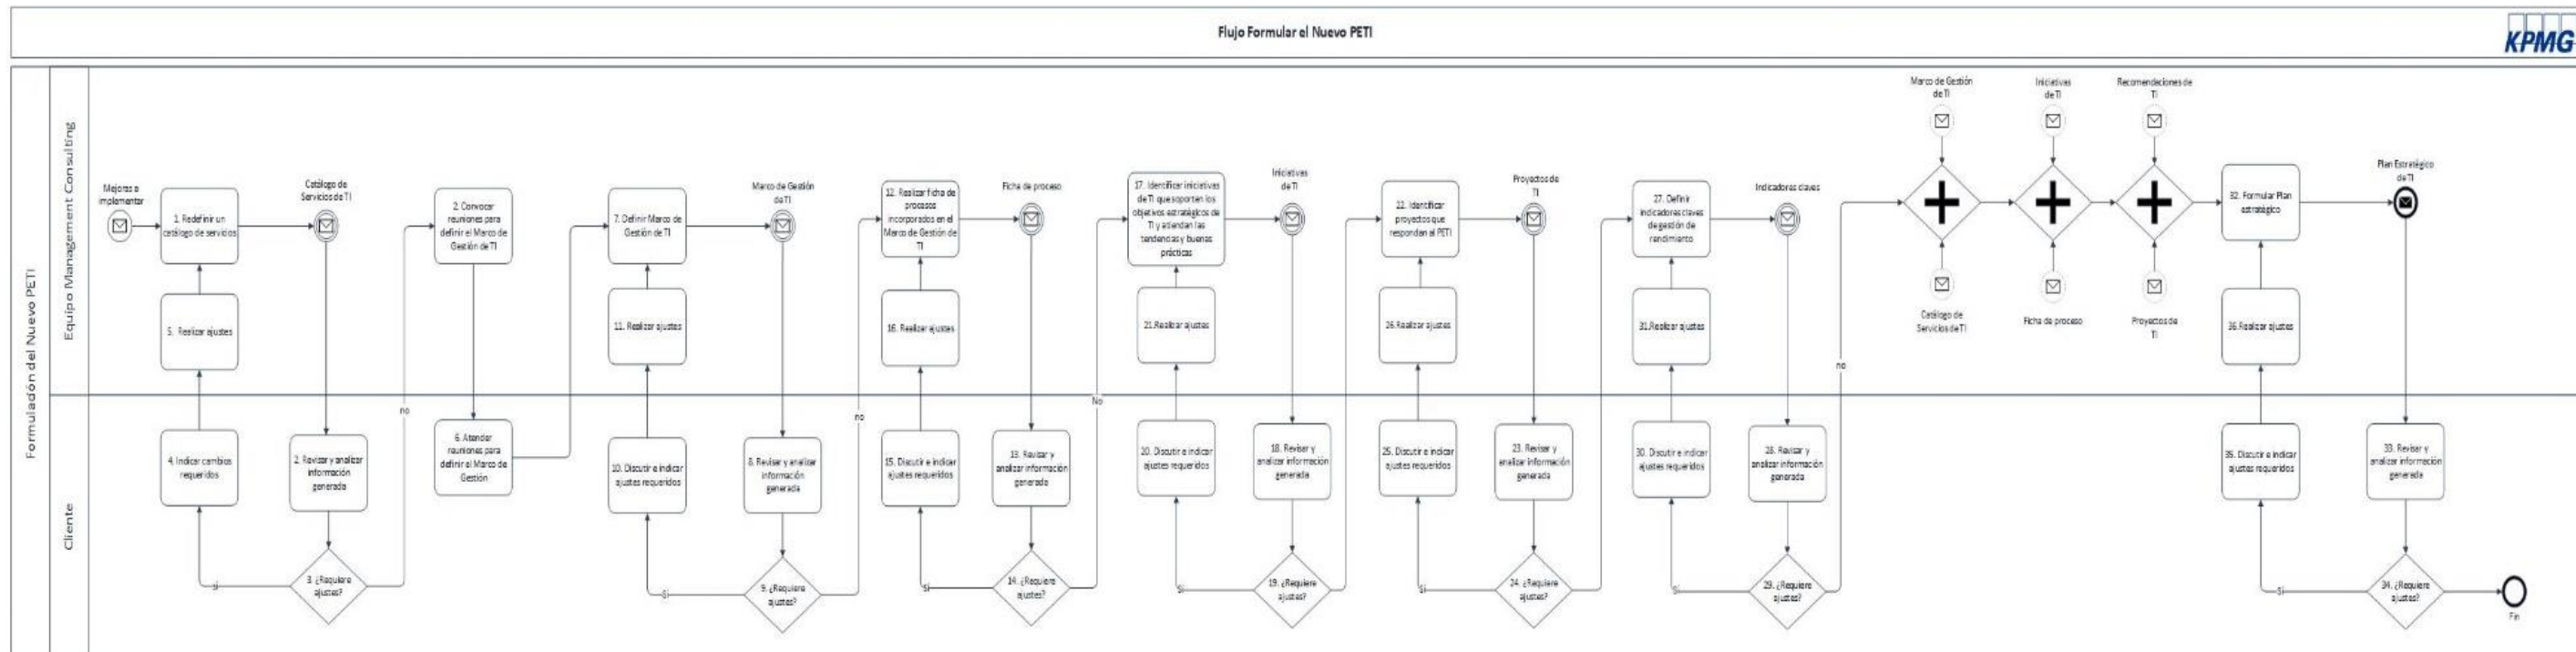 Flujo Formular el Nuevo PETI
KPMG
Formulación del Nuevo PETI
Equipo Management Consulting
Cliente
Mejoras a
implementar
1. Redefinir un
catálogo de servicios
Catálogo de
Servicios de TI
5. Realizar ajustes
4. Indicar cambios
requeridos
2. Revisar y analizar
información
generada
3. ¿Requiere
ajustes?
si
no
2. Convocar
reuniones para
definir el Marco de
Gestión de TI
6. Atender
reuniones para
definir el Marco de
Gestión
7. Definir Marco de
Gestión de TI
Marco de Gestión
de TI
11. Realizar ajustes
10. Discutir e indicar
ajustes requeridos
8. Revisar y analizar
información
generada
9. ¿Requiere
ajustes?
Si
no
12. Realizar ficha de
procesos
incorporados en el
Marco de Gestión de
TI
Ficha de proceso
16. Realizar ajustes
15. Discutir e indicar
ajustes requeridos
13. Revisar y
analizar información
generada
14. ¿Requiere
ajustes?
Si
No
17. Identificar iniciativas
de TI que soporten los
objetivos estratégicos de
TI y atiendan las
tendencias y buenas
prácticas
Iniciativas
de TI
21.Realizar ajustes
20. Discutir e indicar
ajustes requeridos
18. Revisar y
analizar información
generada
19. ¿Requiere
ajustes?
Si
22. Identificar
proyectos que
respondan al PETI
Proyectos de
TI
26.Realizar ajustes
25. Discutir e indicar
ajustes requeridos
23. Revisar y
analizar información
generada
24. ¿Requiere
ajustes?
Si
27. Definir
indicadores claves
de gestión de
rendimiento
Indicadores claves
31.Realizar ajustes
30. Discutir e indicar
ajustes requeridos
28. Revisar y
analizar información
generada
29. ¿Requiere
ajustes?
Si
no
Marco de Gestión
de TI
Iniciativas
de TI
Recomendaciones de
TI
Catálogo de
Servicios de TI
Ficha de proceso
Proyectos de
TI
32. Formular Plan
estratégico
Plan Estratégico
de TI
36.Realizar ajustes
35. Discutir e indicar
ajustes requeridos
33. Revisar y
analizar información
generada
34. ¿Requiere
ajustes?
Si
Fin